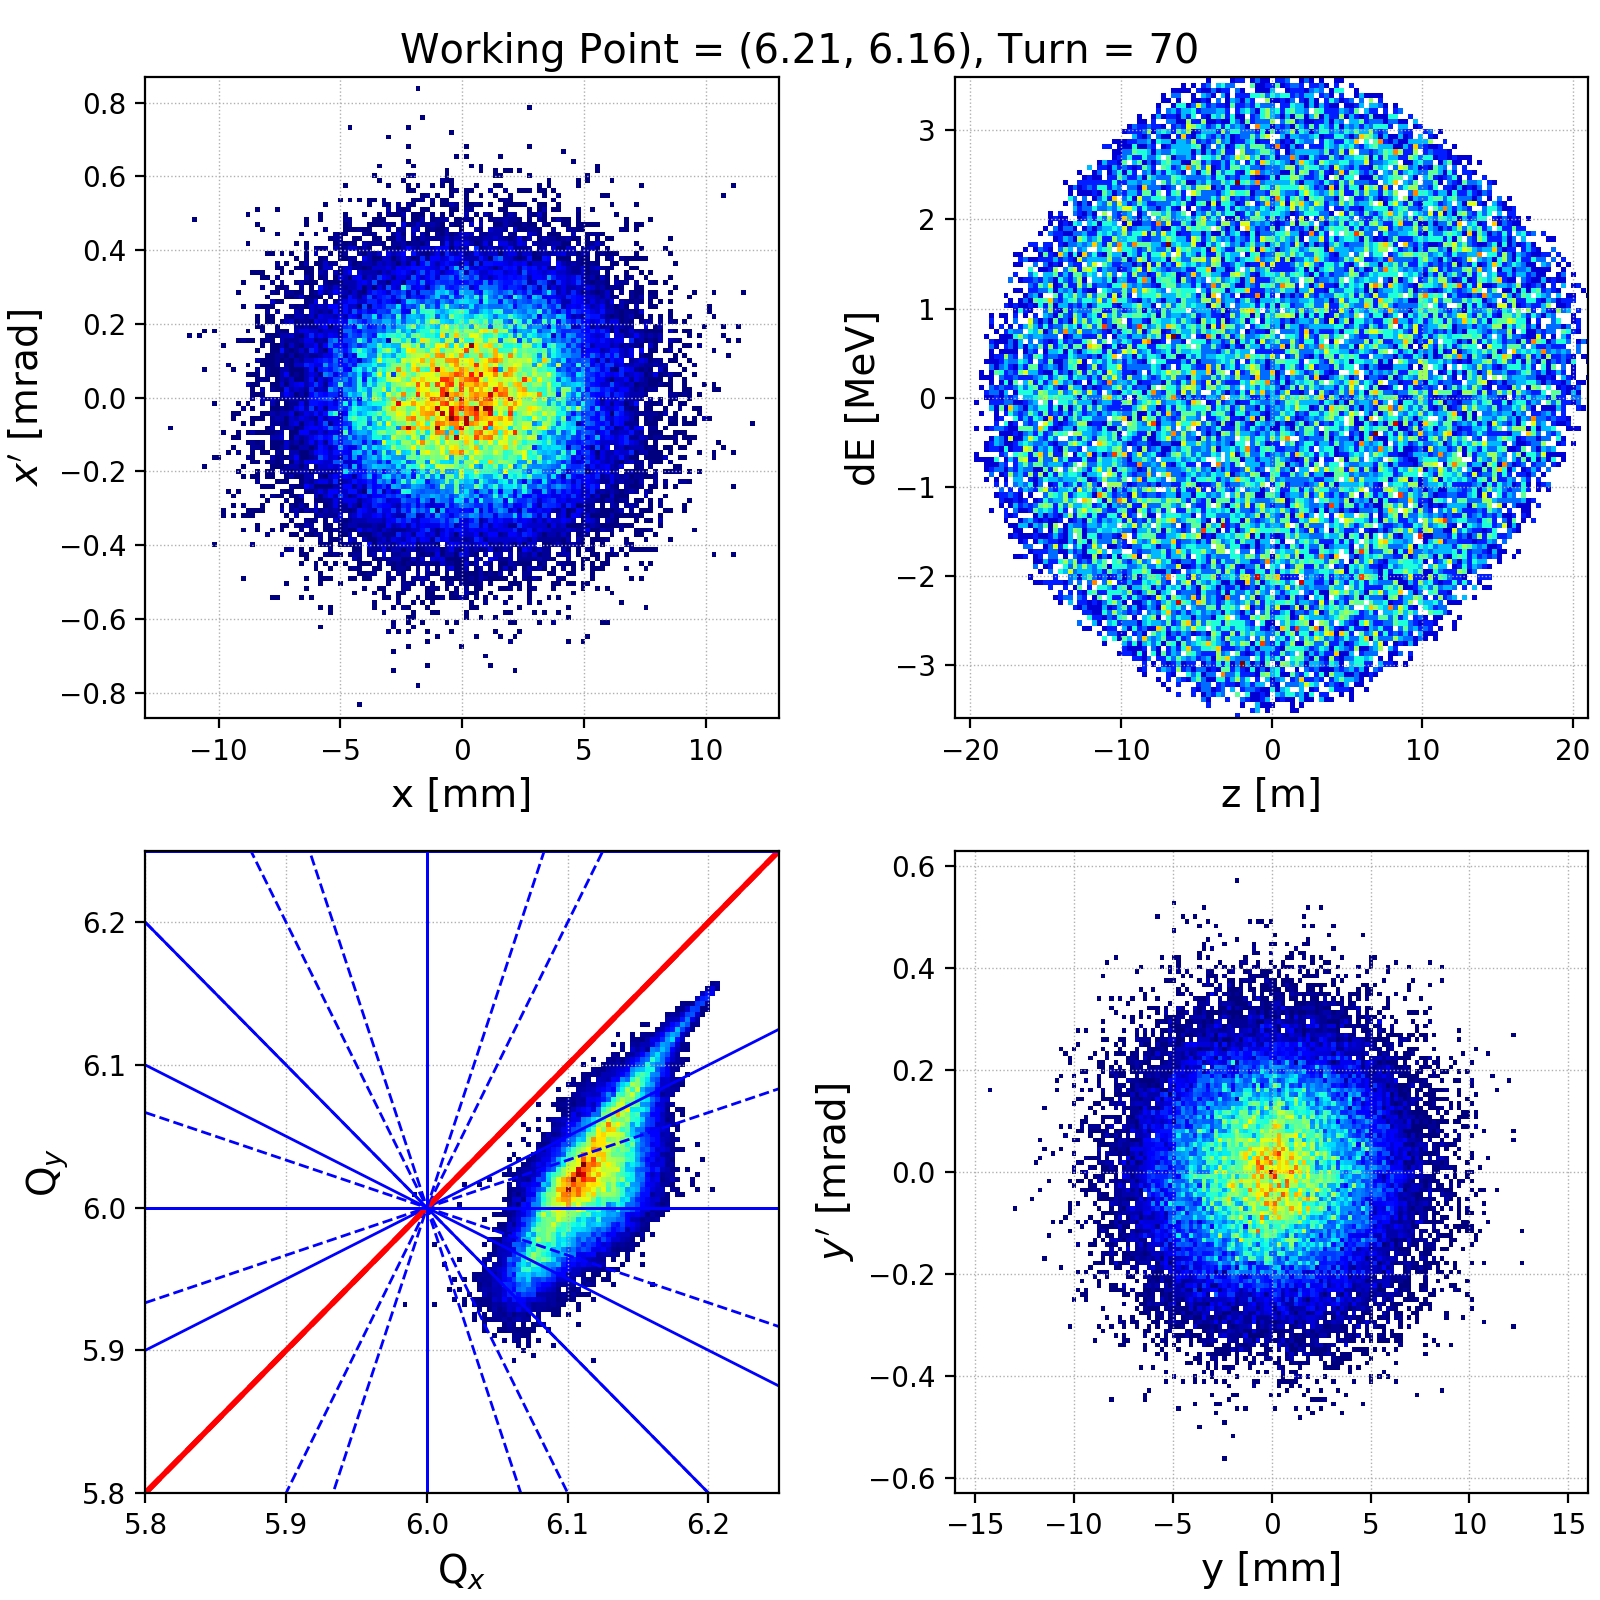 Working Point = (6.21, 6.16), Turn = 70
0.8
0.6
0.4
0.2
0.0
−0.2
−0.4
−0.6
−0.8
x′ [mrad]
−10 −5 0 5 10
x [mm]
3
2
1
0
−1
−2
−3
dE [MeV]
−20 −10 0 10 20
z [m]
6.2
6.1
6.0
5.9
5.8
Qy
5.8 5.9 6.0 6.1 6.2
Qx
0.6
0.4
0.2
0.0
−0.2
−0.4
−0.6
y′ [mrad]
−15 −10 −5 0 5 10 15
y [mm]